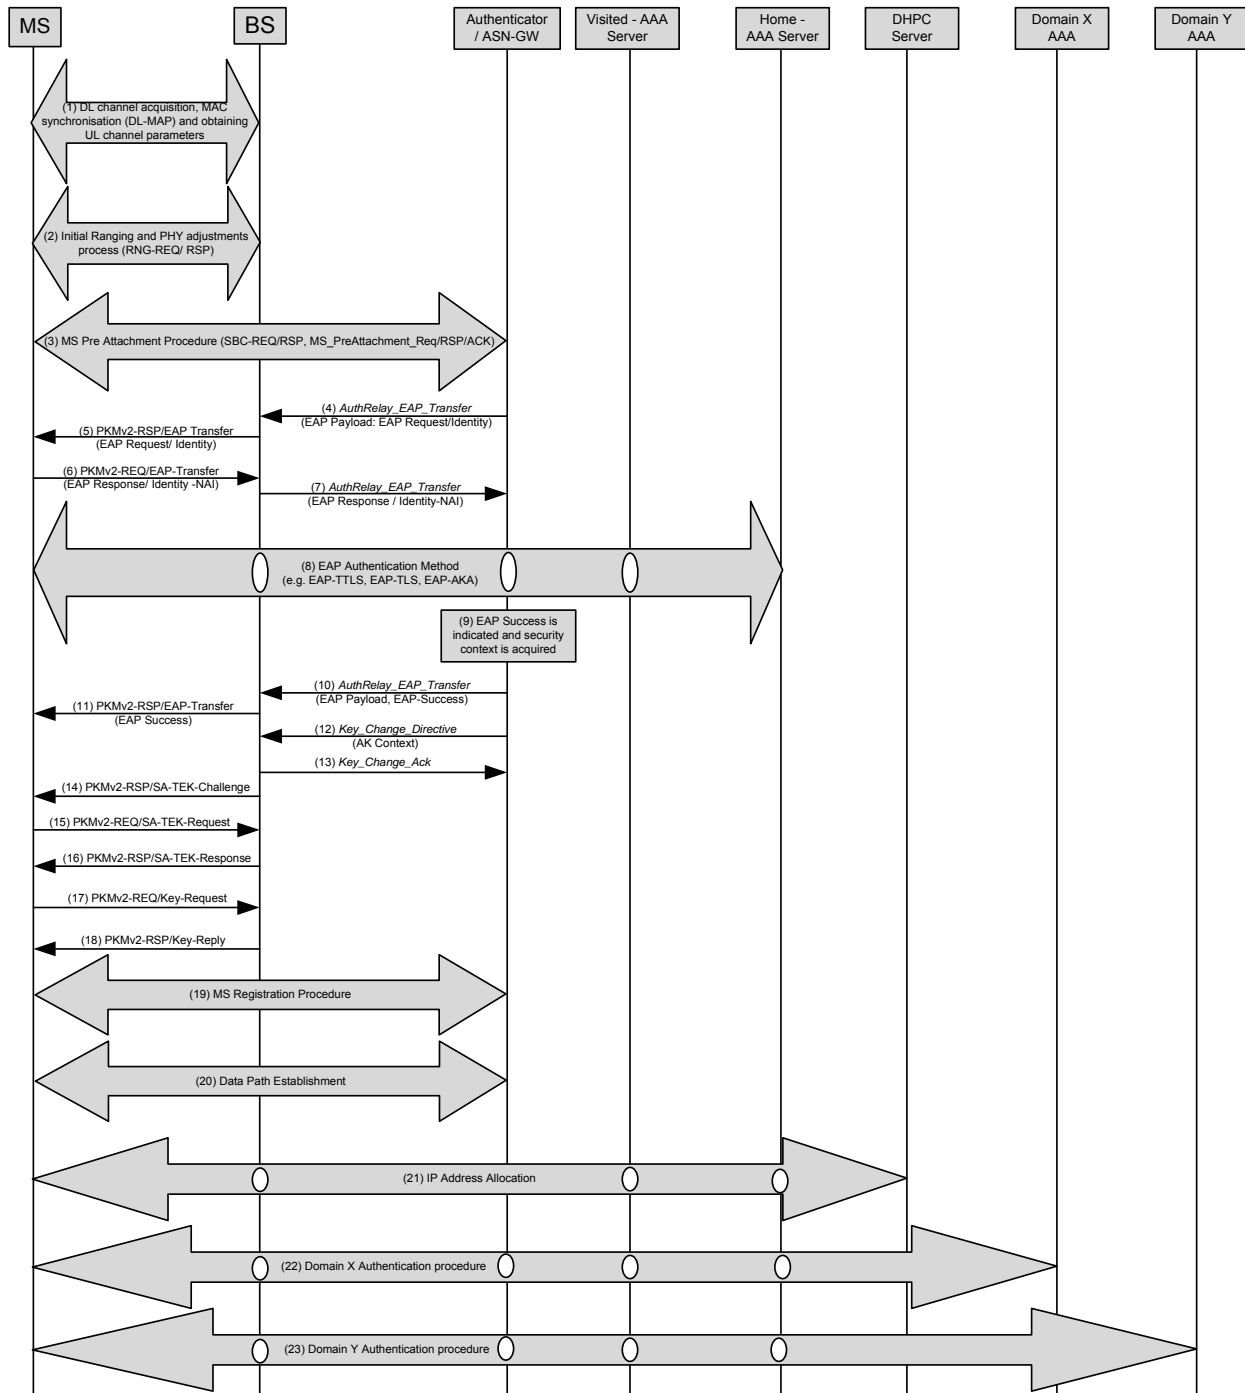 MS
BS
Authenticator
/ ASN-GW
Visited - AAA
Server
Home -
AAA Server
DHPC
Server
Domain X
AAA
Domain Y
AAA
(1) DL channel acquisition, MAC
synchronisation (DL-MAP) and obtaining
UL channel parameters
(2) Initial Ranging and PHY adjustments
process (RNG-REQ/ RSP)
(3) MS Pre Attachment Procedure (SBC-REQ/RSP, MS_PreAttachment_Req/RSP/ACK)
(4) AuthRelay_EAP_Transfer
(EAP Payload: EAP Request/Identity)
(5) PKMv2-RSP/EAP Transfer
(EAP Request/ Identity)
(6) PKMv2-REQ/EAP-Transfer
(EAP Response/ Identity -NAI)
(7) AuthRelay_EAP_Transfer
(EAP Response / Identity-NAI)
(8) EAP Authentication Method
(e.g. EAP-TTLS, EAP-TLS, EAP-AKA)
(9) EAP Success is
indicated and security
context is acquired
(10) AuthRelay_EAP_Transfer
(EAP Payload, EAP-Success)
(11) PKMv2-RSP/EAP-Transfer
(EAP Success)
(12) Key_Change_Directive
(AK Context)
(13) Key_Change_Ack
(14) PKMv2-RSP/SA-TEK-Challenge
(15) PKMv2-REQ/SA-TEK-Request
(16) PKMv2-RSP/SA-TEK-Response
(17) PKMv2-REQ/Key-Request
(18) PKMv2-RSP/Key-Reply
(19) MS Registration Procedure
(20) Data Path Establishment
(21) IP Address Allocation
(22) Domain X Authentication procedure
(23) Domain Y Authentication procedure